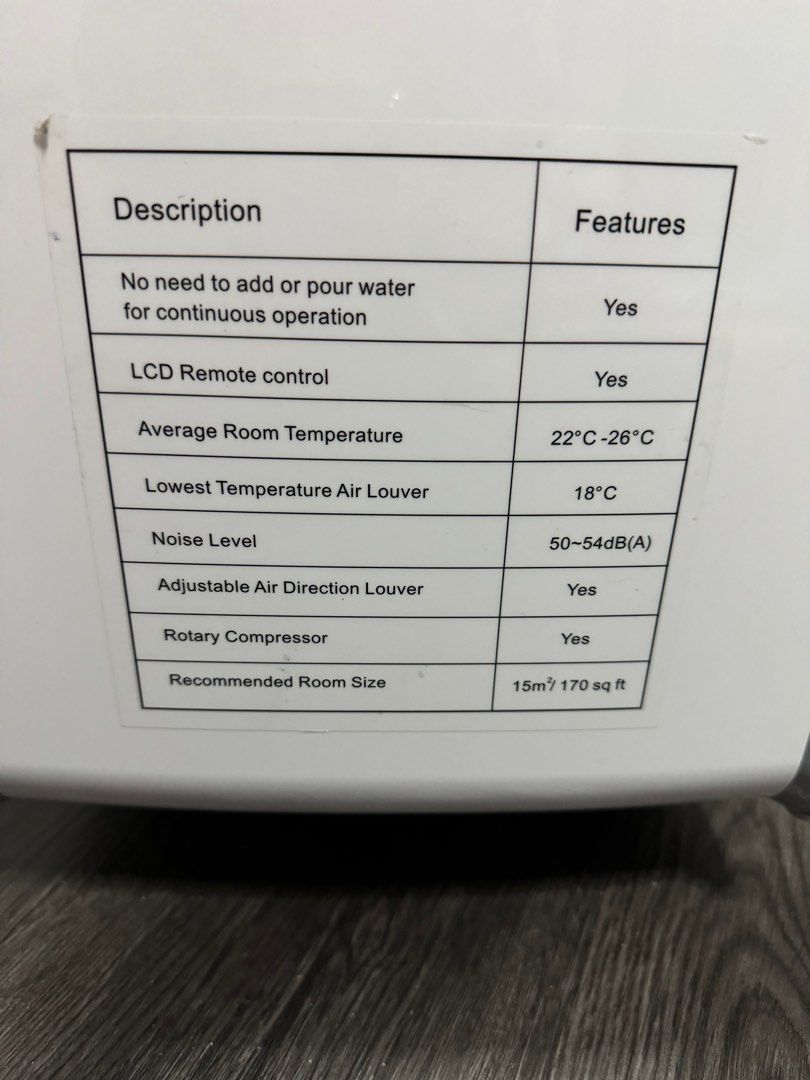 Description Features
No need to add or pour water
for continuous operation Yes
LCD Remote control Yes
Average Room Temperature 22°C -26°C
Lowest Temperature Air Louver 18°C
Noise Level 50~54dB(A)
Adjustable Air Direction Louver Yes
Rotary Compressor Yes
Recommended Room Size 15m²/ 170 sq ft